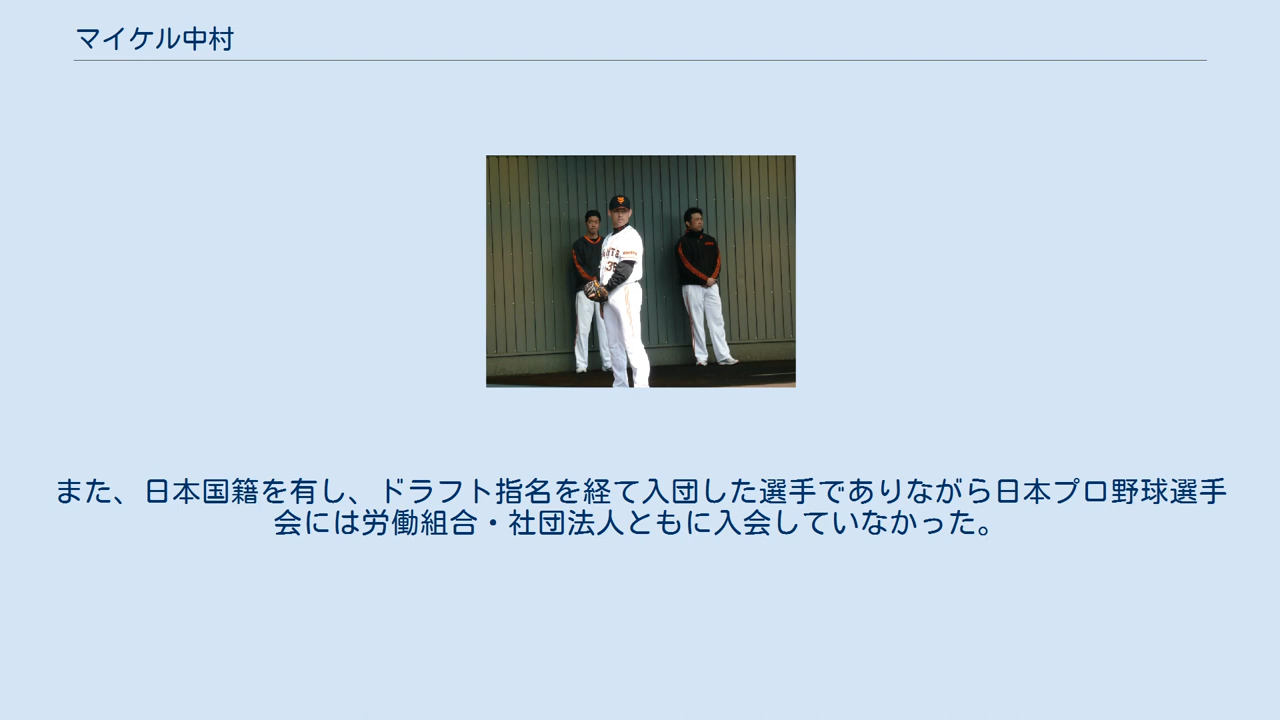 マイケル中村
また、日本国籍を有し、ドラフト指名を経て入団した選手でありながら日本プロ野球選手
会には労働組合・社団法人ともに入会していなかった。